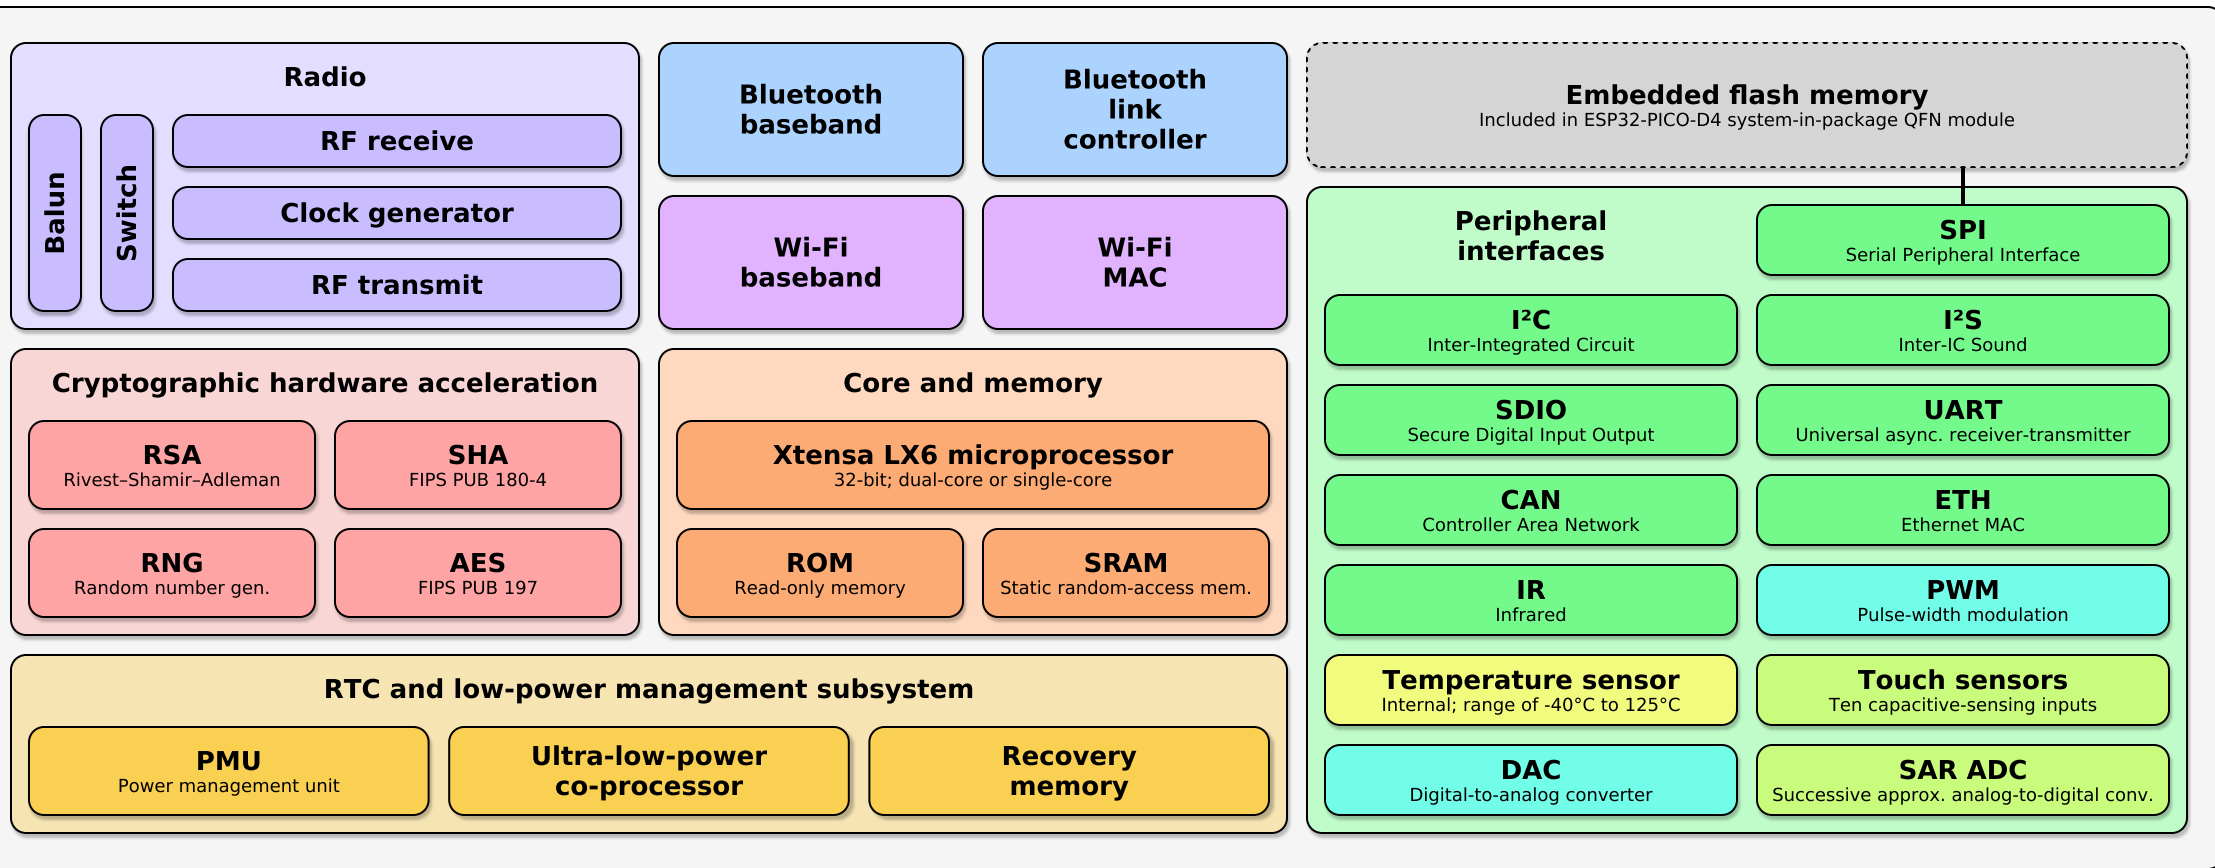 Radio
Balun
Switch
RF receive
Clock generator
RF transmit
Bluetooth
baseband
Bluetooth
link
controller
Wi-Fi
baseband
Wi-Fi
MAC
Embedded flash memory
Included in ESP32-PICO-D4 system-in-package QFN module
Cryptographic hardware acceleration
RSA
Rivest–Shamir–Adleman
SHA
FIPS PUB 180-4
RNG
Random number gen.
AES
FIPS PUB 197
Core and memory
Xtensa LX6 microprocessor
32-bit; dual-core or single-core
ROM
Read-only memory
SRAM
Static random-access mem.
RTC and low-power management subsystem
PMU
Power management unit
Ultra-low-power
co-processor
Recovery
memory
Peripheral
interfaces
SPI
Serial Peripheral Interface
I²C
Inter-Integrated Circuit
I²S
Inter-IC Sound
SDIO
Secure Digital Input Output
UART
Universal async. receiver-transmitter
CAN
Controller Area Network
ETH
Ethernet MAC
IR
Infrared
PWM
Pulse-width modulation
Temperature sensor
Internal; range of -40°C to 125°C
Touch sensors
Ten capacitive-sensing inputs
DAC
Digital-to-analog converter
SAR ADC
Successive approx. analog-to-digital conv.